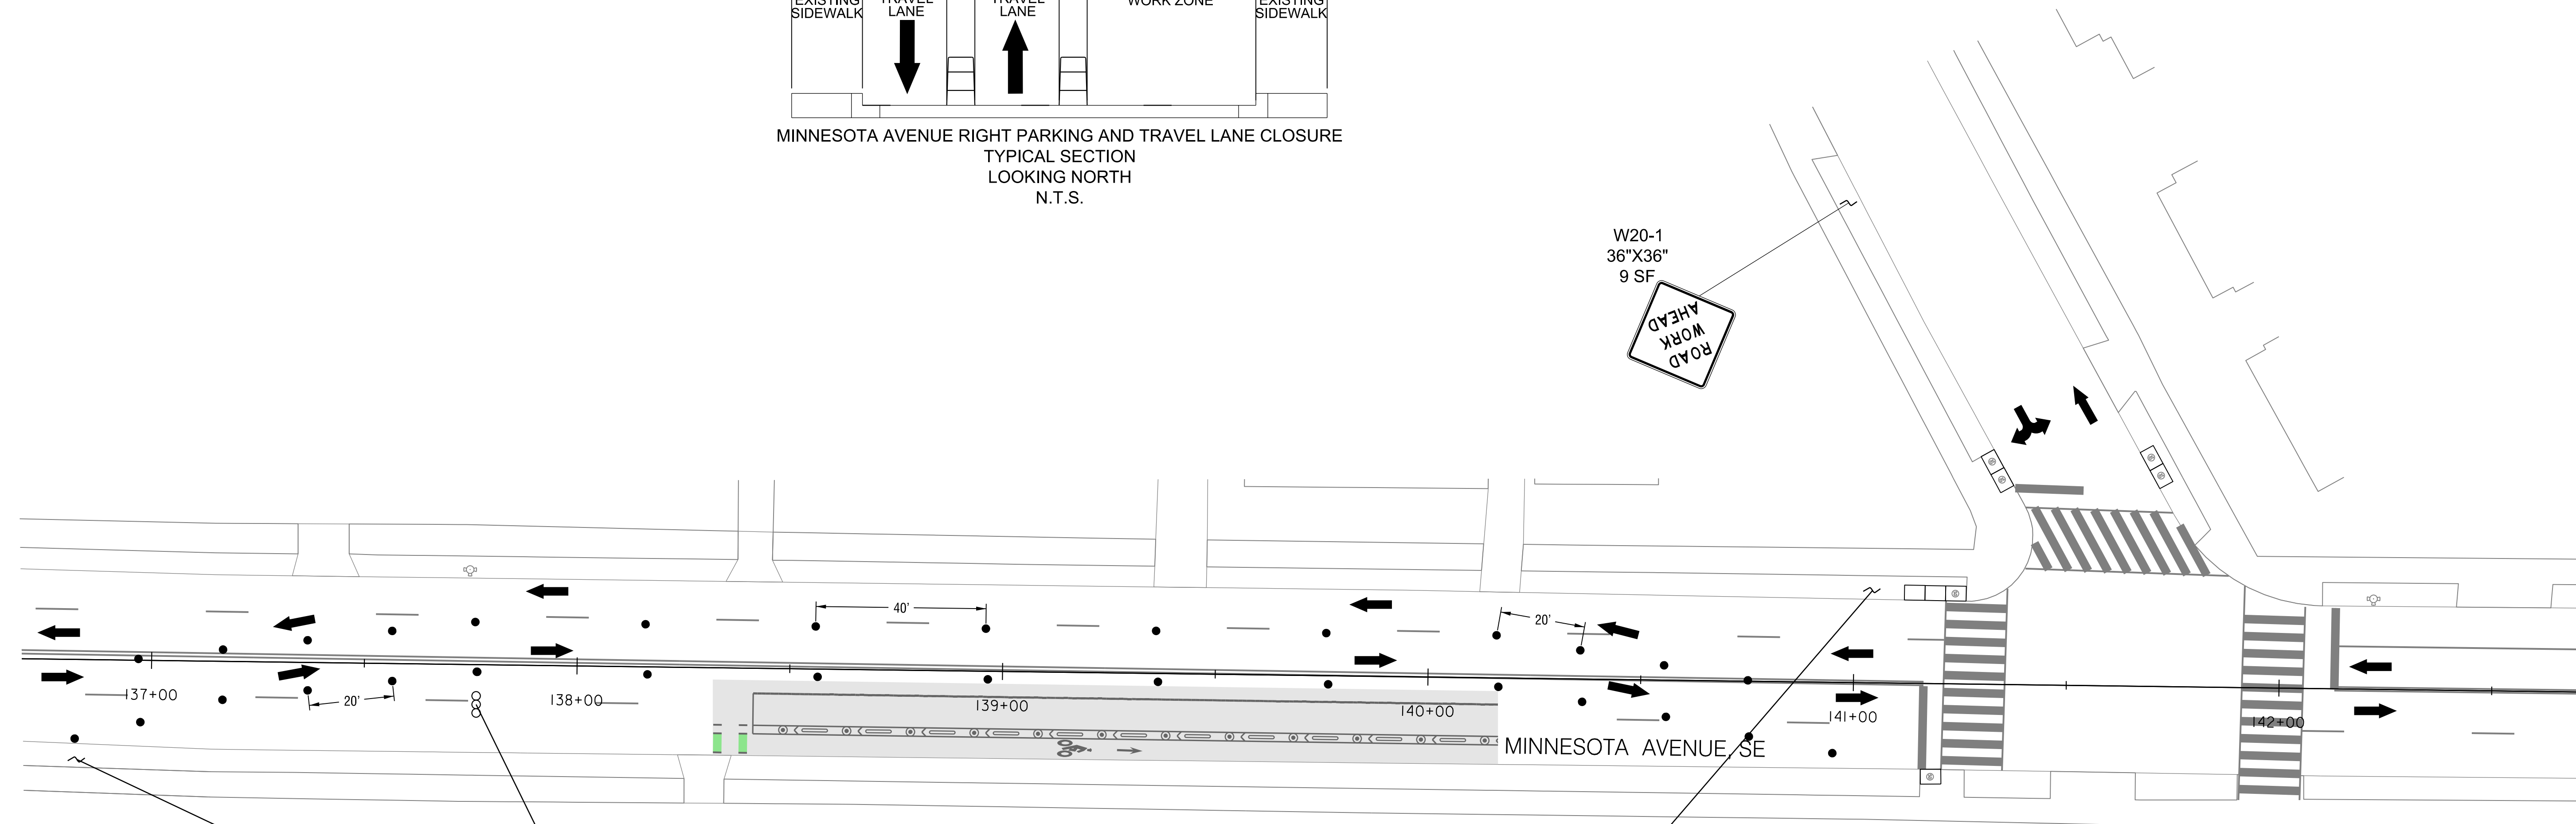 EXISTING
SIDEWALK
TRAVEL
LANE
TRAVEL
LANE
WORK ZONE
EXISTING
SIDEWALK
MINNESOTA AVENUE RIGHT PARKING AND TRAVEL LANE CLOSURE
TYPICAL SECTION
LOOKING NORTH
N.T.S.
W20-1
36"X36"
9 SF
ROAD
WORK
AHEAD
40'
20'
20'
137+00
138+00
139+00
140+00
141+00
142+00
MINNESOTA AVENUE, SE